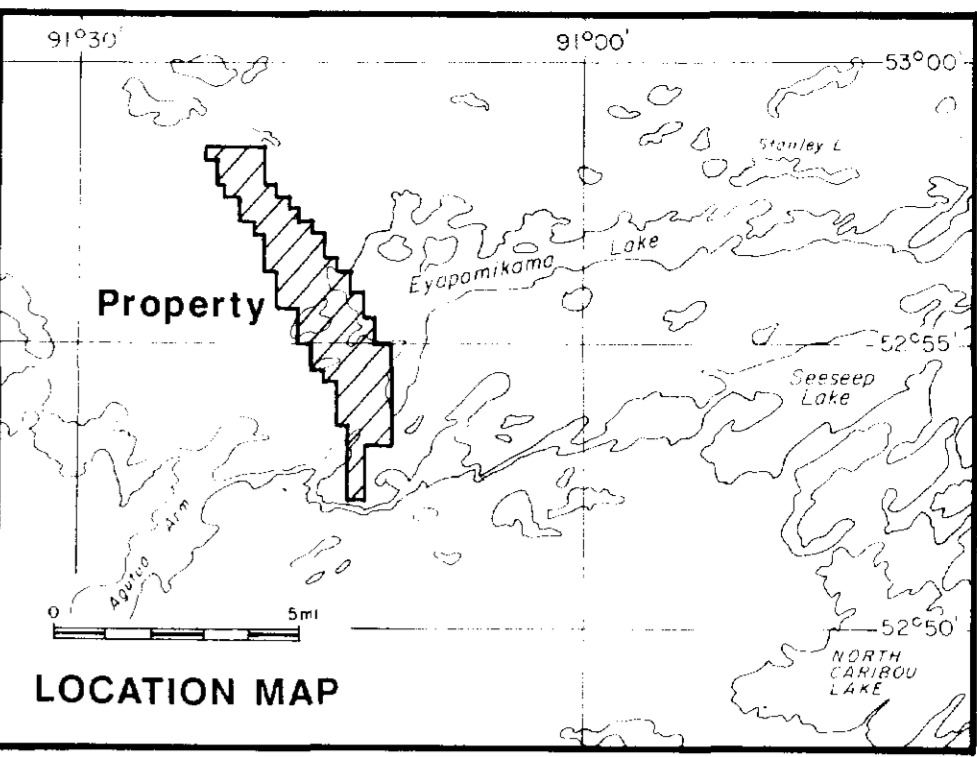 91°30'
91°00'
53°00'
Stanley L
Eyapamikama Lake
Property
52°55'
Seeseep
Lake
Agutua Arm
0 5mi
52°50'
NORTH
CARIBOU
LAKE
LOCATION MAP